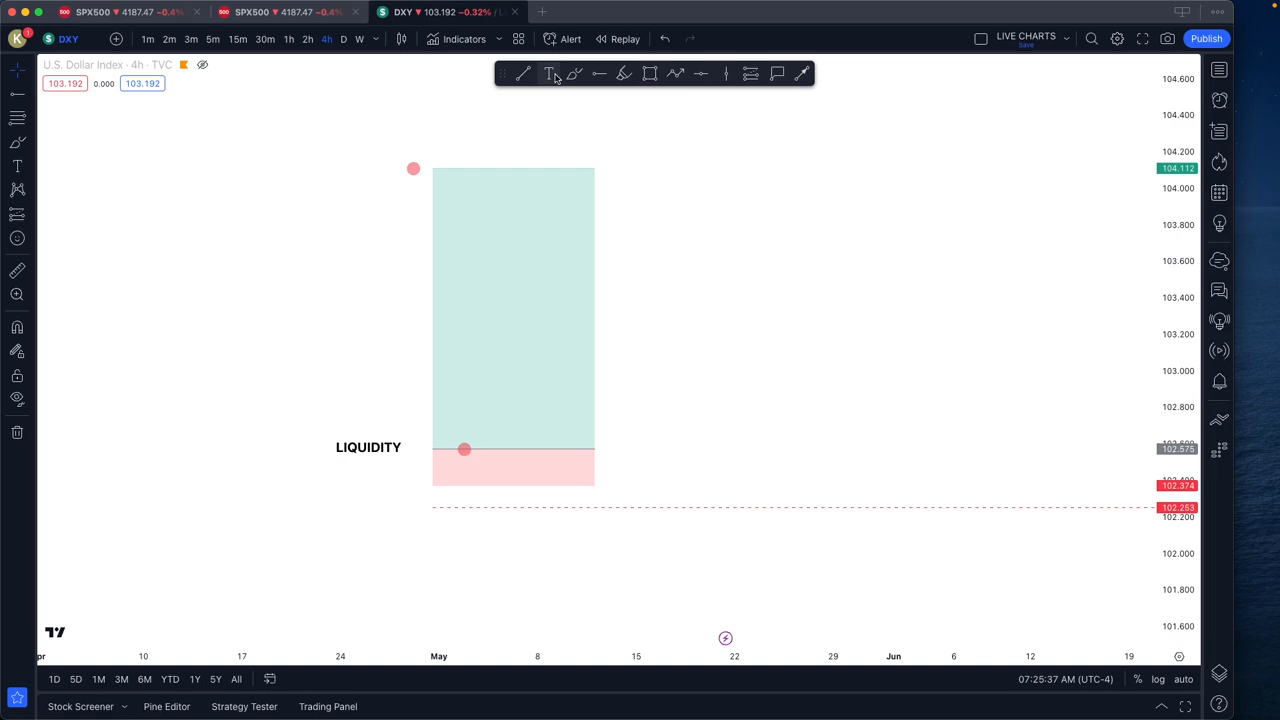 500 SPX500 ▼ 4187.47 −0.4% 500 SPX500 ▼ 4187.47 −0.4% $ DXY ▼ 103.192 −0.32% / LI
K 1 $ DXY 1m 2m 3m 5m 15m 30m 1h 2h 4h D W Indicators Alert Replay LIVE CHARTS Save Publish
U.S. Dollar Index · 4h · TVC
103.192 0.000 103.192
T
T
104.600
104.400
104.200
104.112
104.000
103.800
103.600
103.400
103.200
103.000
102.800
LIQUIDITY
102.575
102.374
102.253
102.200
102.000
101.800
101.600
pr 10 17 24 May 8 15 22 29 Jun 6 12 19
1D 5D 1M 3M 6M YTD 1Y 5Y All 07:25:37 AM (UTC-4) % log auto
Stock Screener Pine Editor Strategy Tester Trading Panel